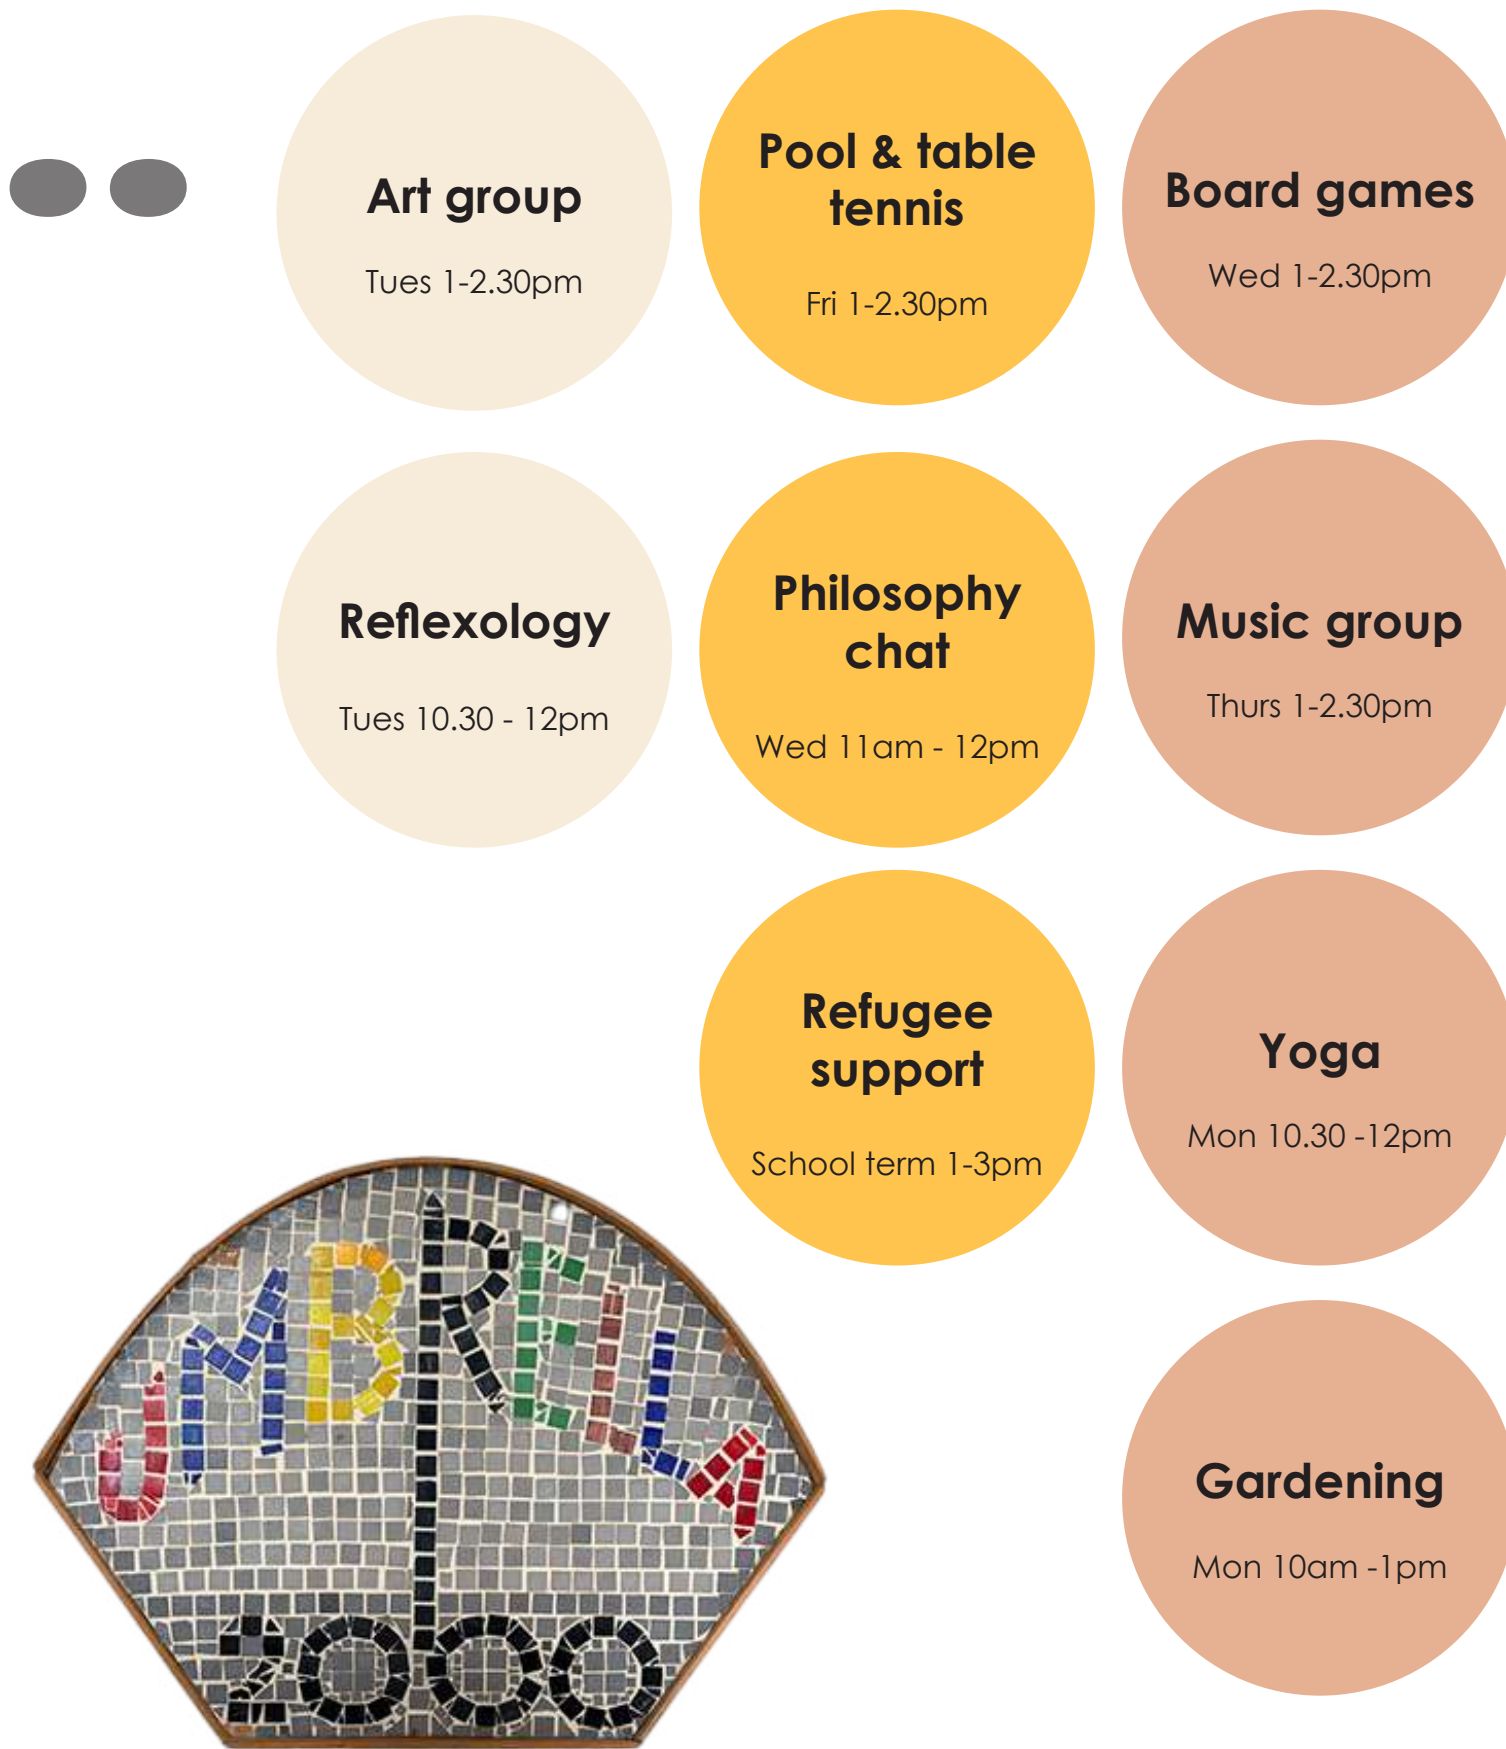 Art group
Tues 1-2.30pm
Pool & table
tennis
Fri 1-2.30pm
Board games
Wed 1-2.30pm
Reflexology
Tues 10.30 - 12pm
Philosophy
chat
Wed 11am - 12pm
Music group
Thurs 1-2.30pm
Refugee
support
School term 1-3pm
Yoga
Mon 10.30 -12pm
Gardening
Mon 10am -1pm
UMBRELLA
2000